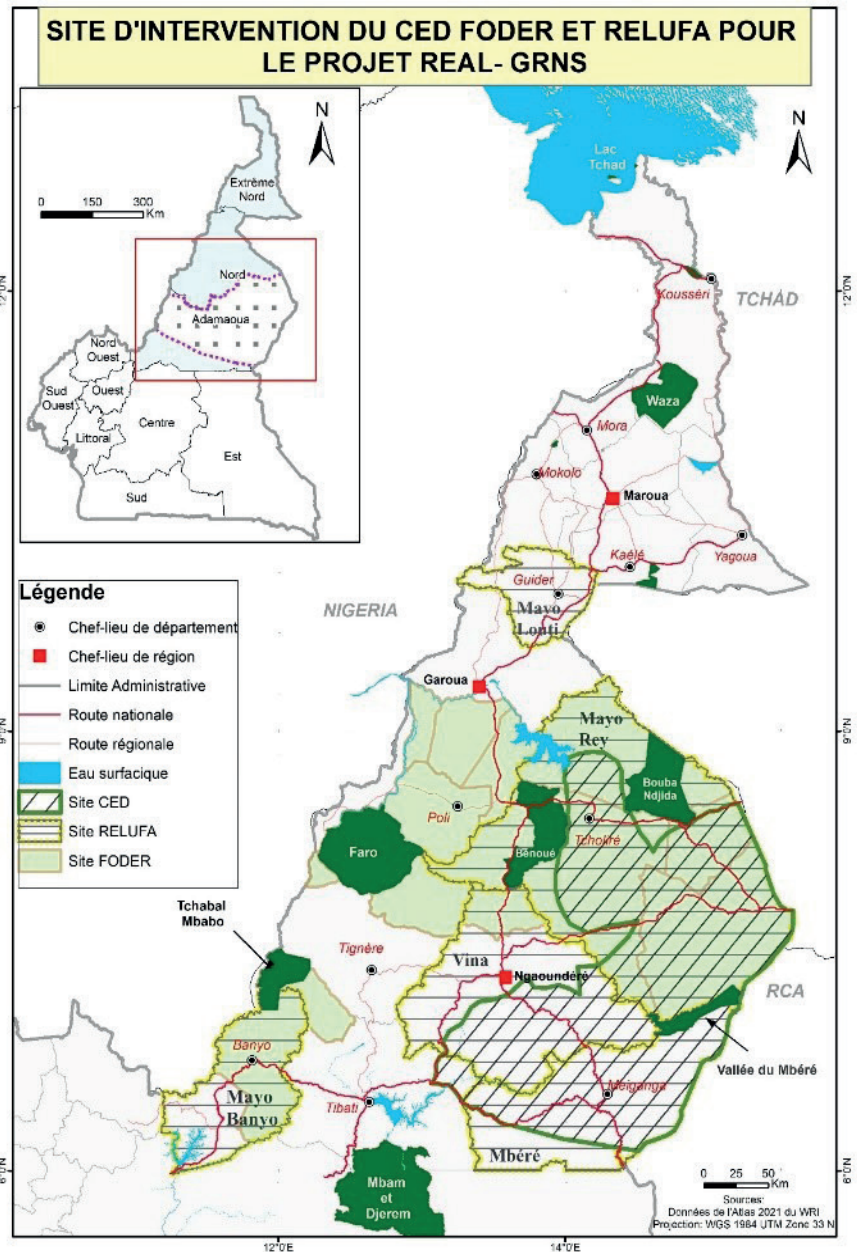 SITE D'INTERVENTION DU CED FODER ET RELUFA POUR
LE PROJET REAL- GRNS
N
0 150 300
Km
Extrême
Nord
Nord
Adamaoua
Nord
Ouest
Sud
Ouest
Ouest
Littoral
Centre
Est
Sud
N
Lac
Tchad
12°0'N
12°0'N
Kousséri
TCHAD
Waza
Mora
Mokolo
Maroua
Kaélé
Yagoua
Guider
Mayo
Lonti
NIGERIA
Légende
Chef-lieu de département
Chef-lieu de région
Limite Administrative
Route nationale
Route régionale
Eau surfacique
Site CED
Site RELUFA
Site FODER
Garoua
9°0'N
9°0'N
Mayo
Rey
Bouba
Ndjida
Poli
Tcholiré
Bénoué
Faro
Tchabal
Mbabo
Tignère
Vina
Ngaoundéré
RCA
Vallée du Mbéré
Banyo
Meiganga
Mayo
Banyo
Tibati
Mbéré
6°0'N
6°0'N
Mbam
et
Djerem
0 25 50
Km
Sources:
Données de l'Atlas 2021 du WRI
Projection: WGS 1984 UTM Zone 33 N
12°0'E
14°0'E